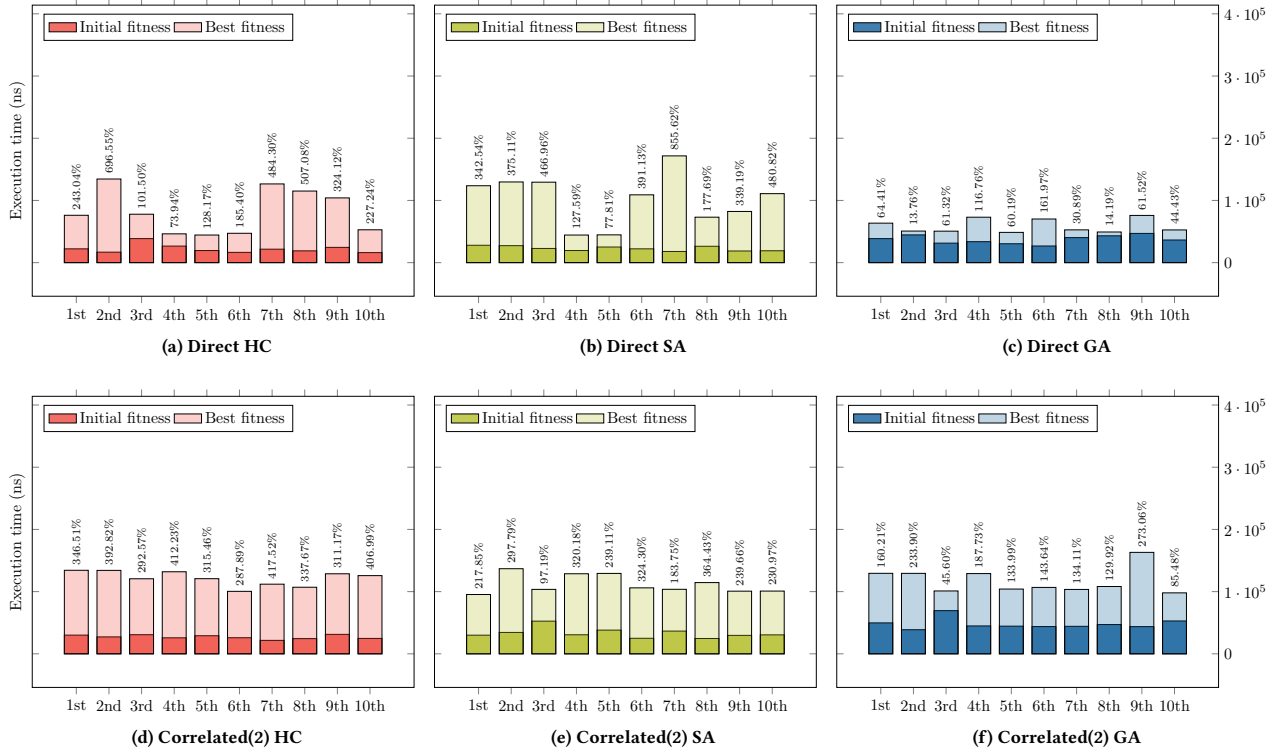 Initial fitness Best fitness
Execution time (ns)
243.04%
696.55%
101.50%
73.94%
128.17%
185.40%
484.30%
507.08%
324.12%
227.24%
1st 2nd 3rd 4th 5th 6th 7th 8th 9th 10th
(a) Direct HC
Initial fitness Best fitness
342.54%
375.11%
466.96%
127.59%
77.81%
391.13%
855.62%
177.69%
339.19%
480.82%
1st 2nd 3rd 4th 5th 6th 7th 8th 9th 10th
(b) Direct SA
Initial fitness Best fitness
64.41%
13.76%
61.32%
116.76%
60.19%
161.97%
30.89%
14.19%
61.52%
44.43%
4 · 10⁵
3 · 10⁵
2 · 10⁵
1 · 10⁵
0
1st 2nd 3rd 4th 5th 6th 7th 8th 9th 10th
(c) Direct GA
Initial fitness Best fitness
Execution time (ns)
346.51%
392.82%
292.57%
412.23%
315.46%
287.89%
417.52%
337.67%
311.17%
406.99%
1st 2nd 3rd 4th 5th 6th 7th 8th 9th 10th
(d) Correlated(2) HC
Initial fitness Best fitness
217.85%
297.79%
97.19%
320.18%
239.11%
324.30%
183.75%
364.43%
239.66%
230.97%
1st 2nd 3rd 4th 5th 6th 7th 8th 9th 10th
(e) Correlated(2) SA
Initial fitness Best fitness
160.21%
233.90%
45.60%
187.73%
133.99%
143.64%
134.11%
129.92%
273.06%
85.48%
4 · 10⁵
3 · 10⁵
2 · 10⁵
1 · 10⁵
0
1st 2nd 3rd 4th 5th 6th 7th 8th 9th 10th
(f) Correlated(2) GA